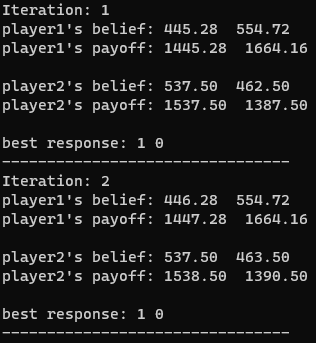 Iteration: 1
player1's belief: 445.28  554.72
player1's payoff: 1445.28  1664.16

player2's belief: 537.50  462.50
player2's payoff: 1537.50  1387.50

best response: 1 0
--------------------------------
Iteration: 2
player1's belief: 446.28  554.72
player1's payoff: 1447.28  1664.16

player2's belief: 537.50  463.50
player2's payoff: 1538.50  1390.50

best response: 1 0
--------------------------------